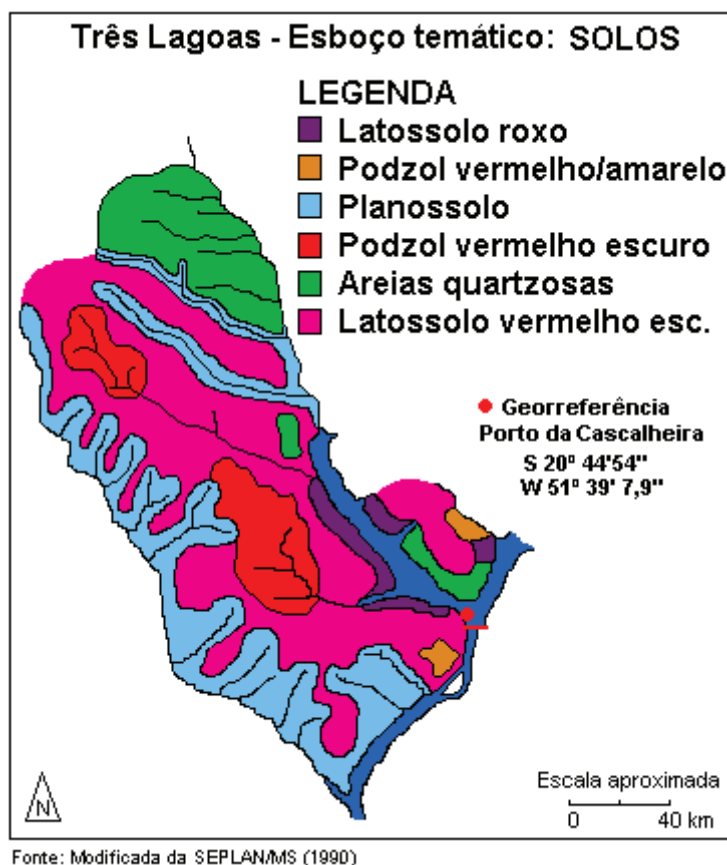 Três Lagoas - Esboço temático: SOLOS
LEGENDA
Latossolo roxo
Podzol vermelho/amarelo
Planossolo
Podzol vermelho escuro
Areias quartzosas
Latossolo vermelho esc.
Georreferência
Porto da Cascalheira
S 20º 44'54"
W 51º 39' 7,9"
N
Escala aproximada
0 40 km
Fonte: Modificada da SEPLAN/MS (1990)